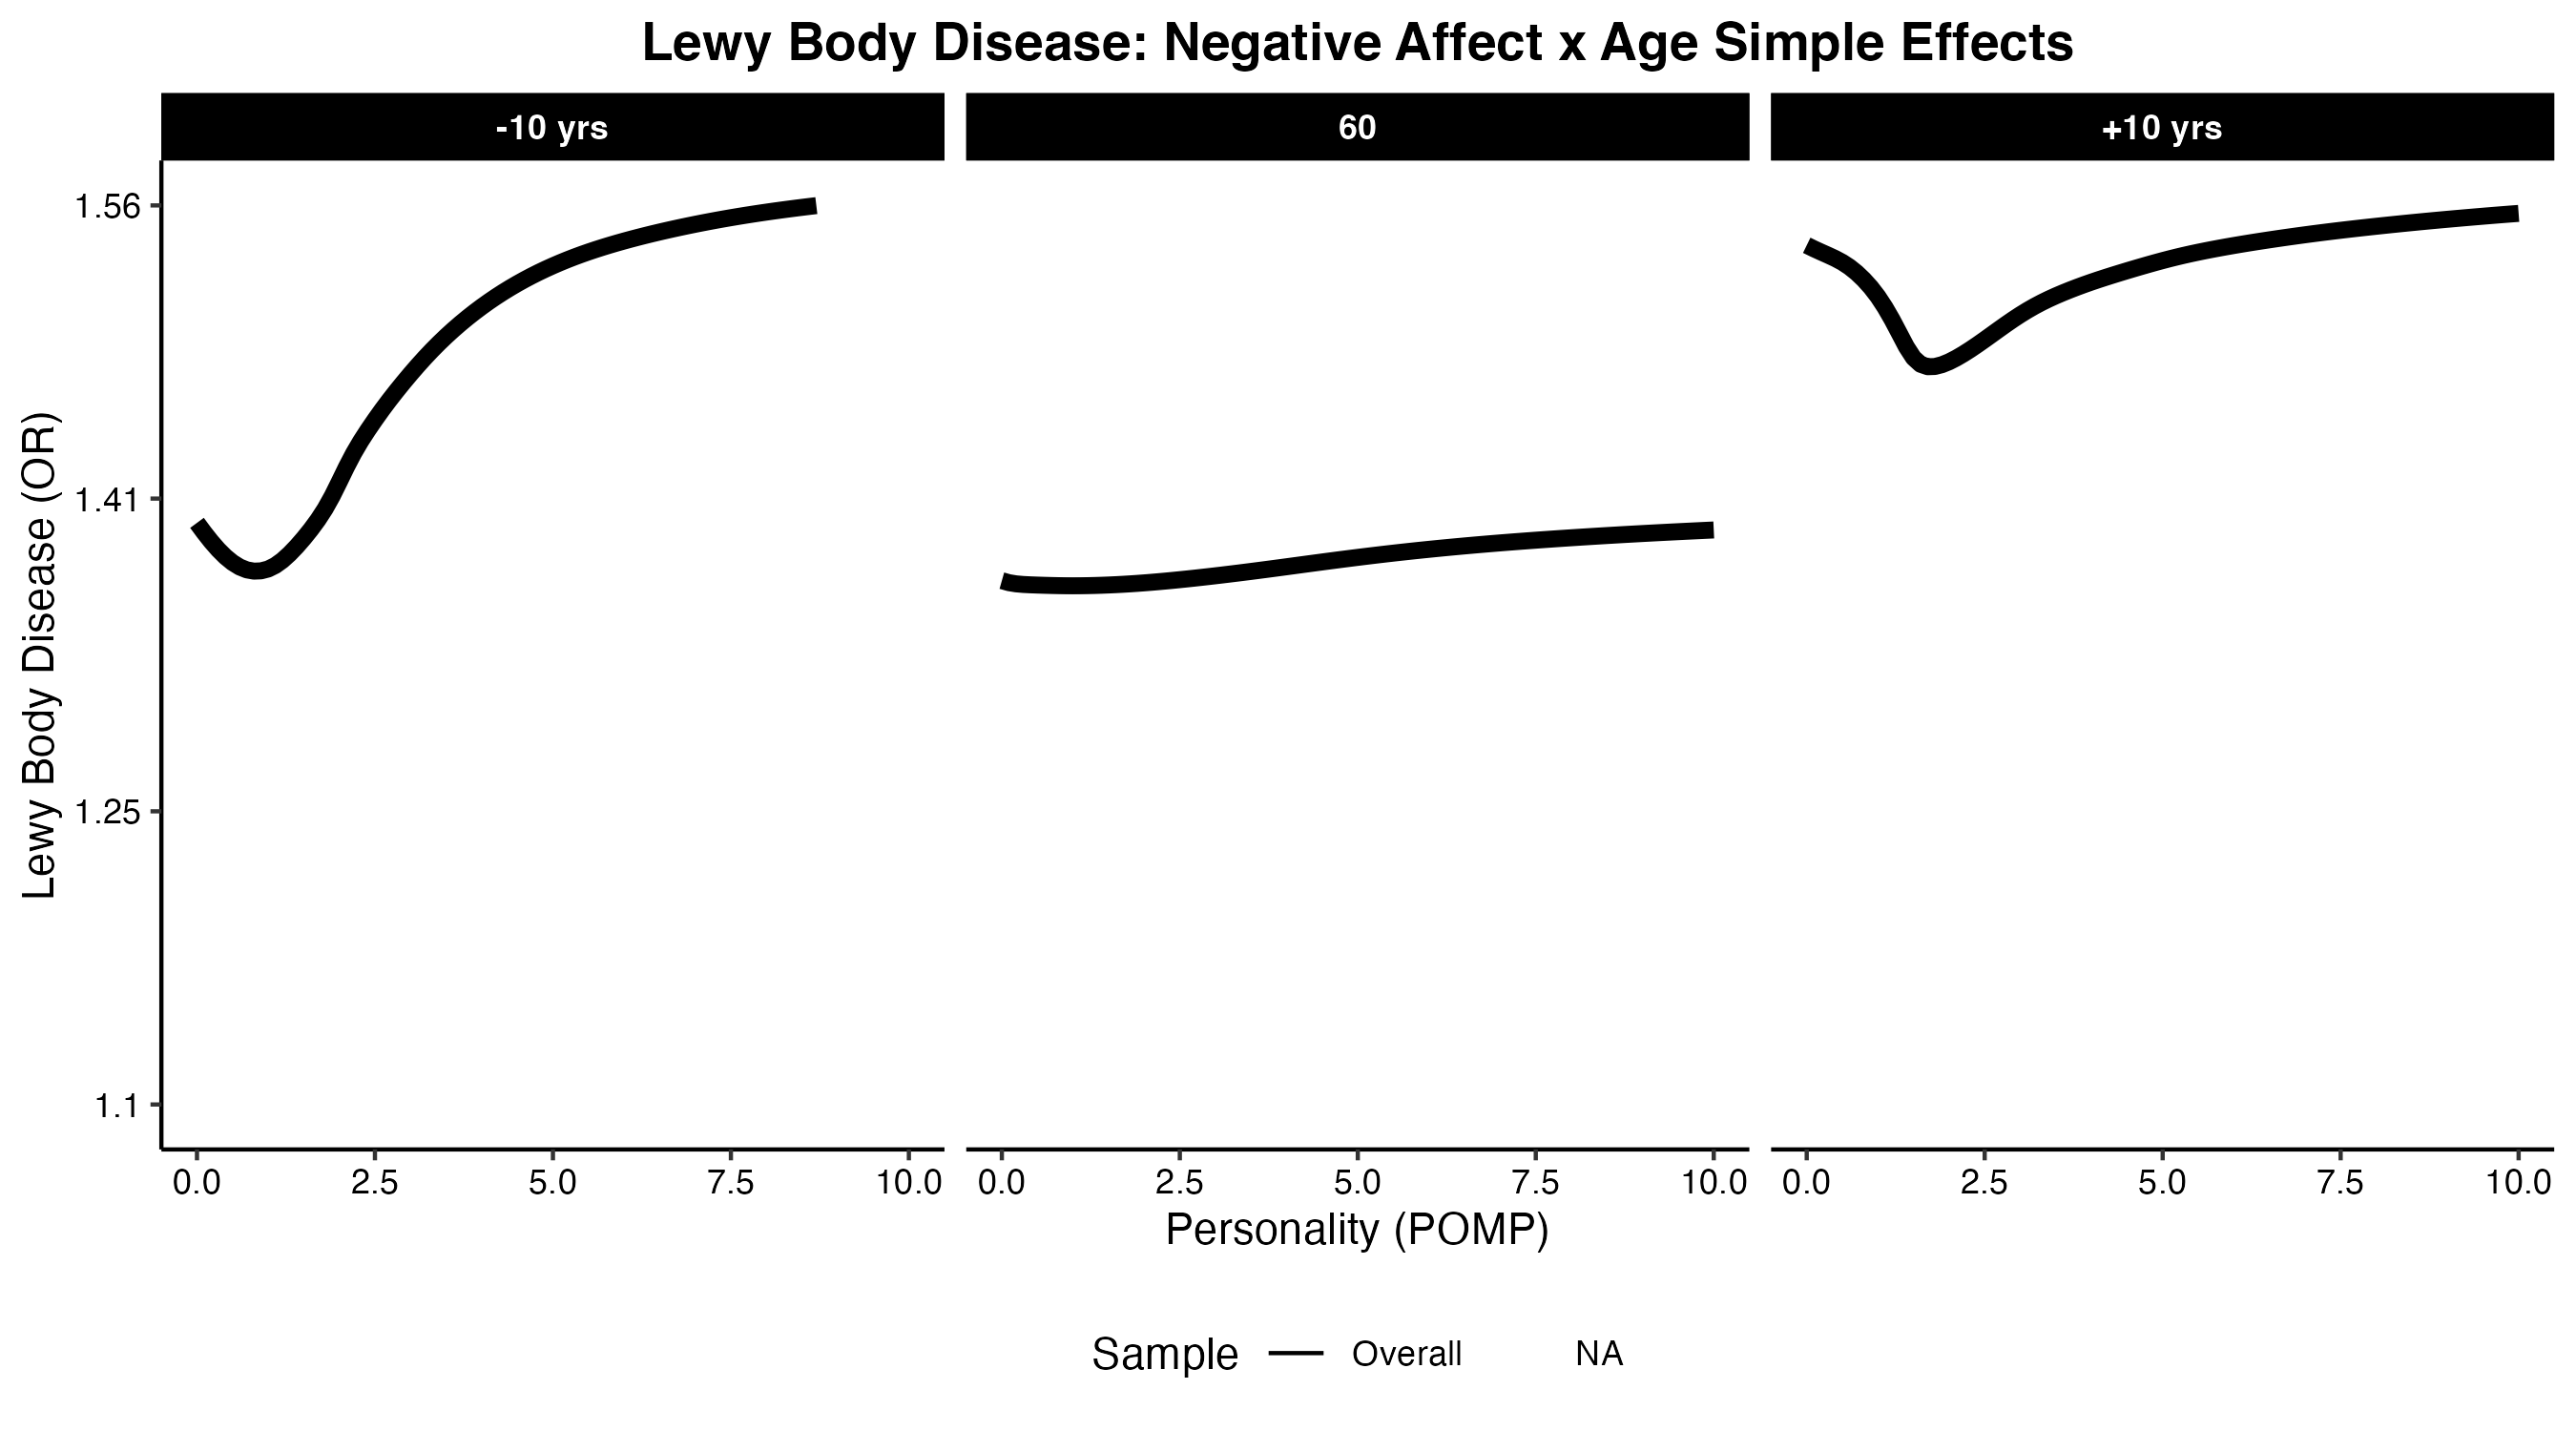 Lewy Body Disease: Negative Affect x Age Simple Effects
-10 yrs
60
+10 yrs
Lewy Body Disease (OR)
1.56
1.41
1.25
1.1
0.0 2.5 5.0 7.5 10.0
0.0 2.5 5.0 7.5 10.0
0.0 2.5 5.0 7.5 10.0
Personality (POMP)
Sample Overall NA